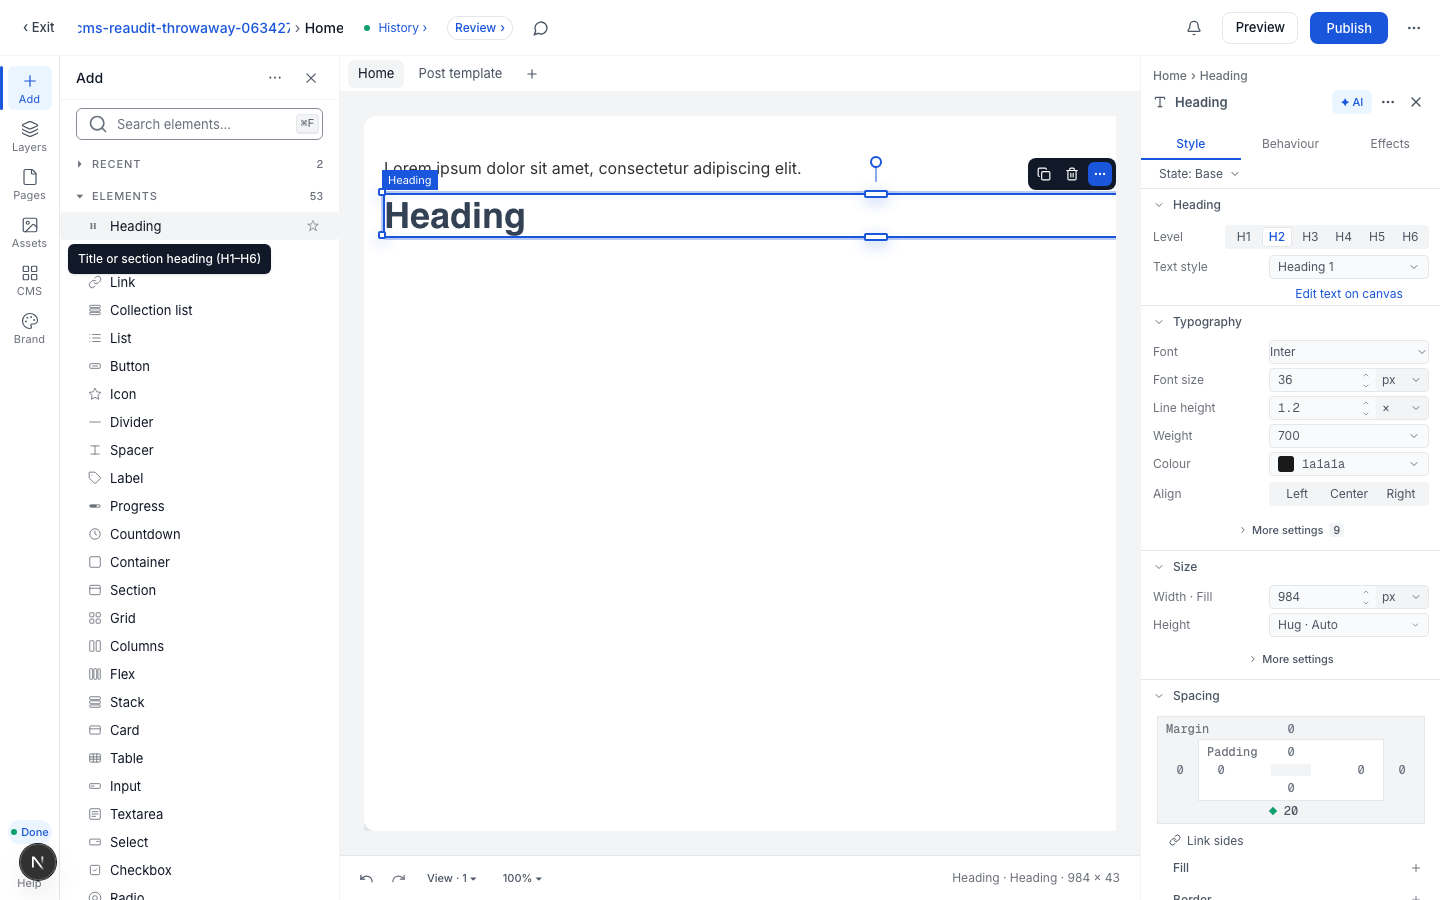 ‹ Exit
cms-reaudit-throwaway-063427 › Home
History ›
Review ›
Preview
Publish
Add
Layers
Pages
Assets
CMS
Brand
Done
N
Help
Add
Search elements...
⌘F
RECENT 2
ELEMENTS 53
Heading
Title or section heading (H1–H6)
Link
Collection list
List
Button
Icon
Divider
Spacer
Label
Progress
Countdown
Container
Section
Grid
Columns
Flex
Stack
Card
Table
Input
Textarea
Select
Checkbox
Radio
Home
Post template
Lorem ipsum dolor sit amet, consectetur adipiscing elit.
Heading
Heading
View · 1
100%
Heading · Heading · 984 × 43
Home › Heading
Heading
AI
Style
Behaviour
Effects
State: Base
Heading
Level H1 H2 H3 H4 H5 H6
Text style Heading 1
Edit text on canvas
Typography
Font Inter
Font size 36 px
Line height 1.2 ×
Weight 700
Colour 1a1a1a
Align Left Center Right
More settings 9
Size
Width · Fill 984 px
Height Hug · Auto
More settings
Spacing
Margin 0
Padding 0
0 0 0 0
0
20
Link sides
Fill
Border